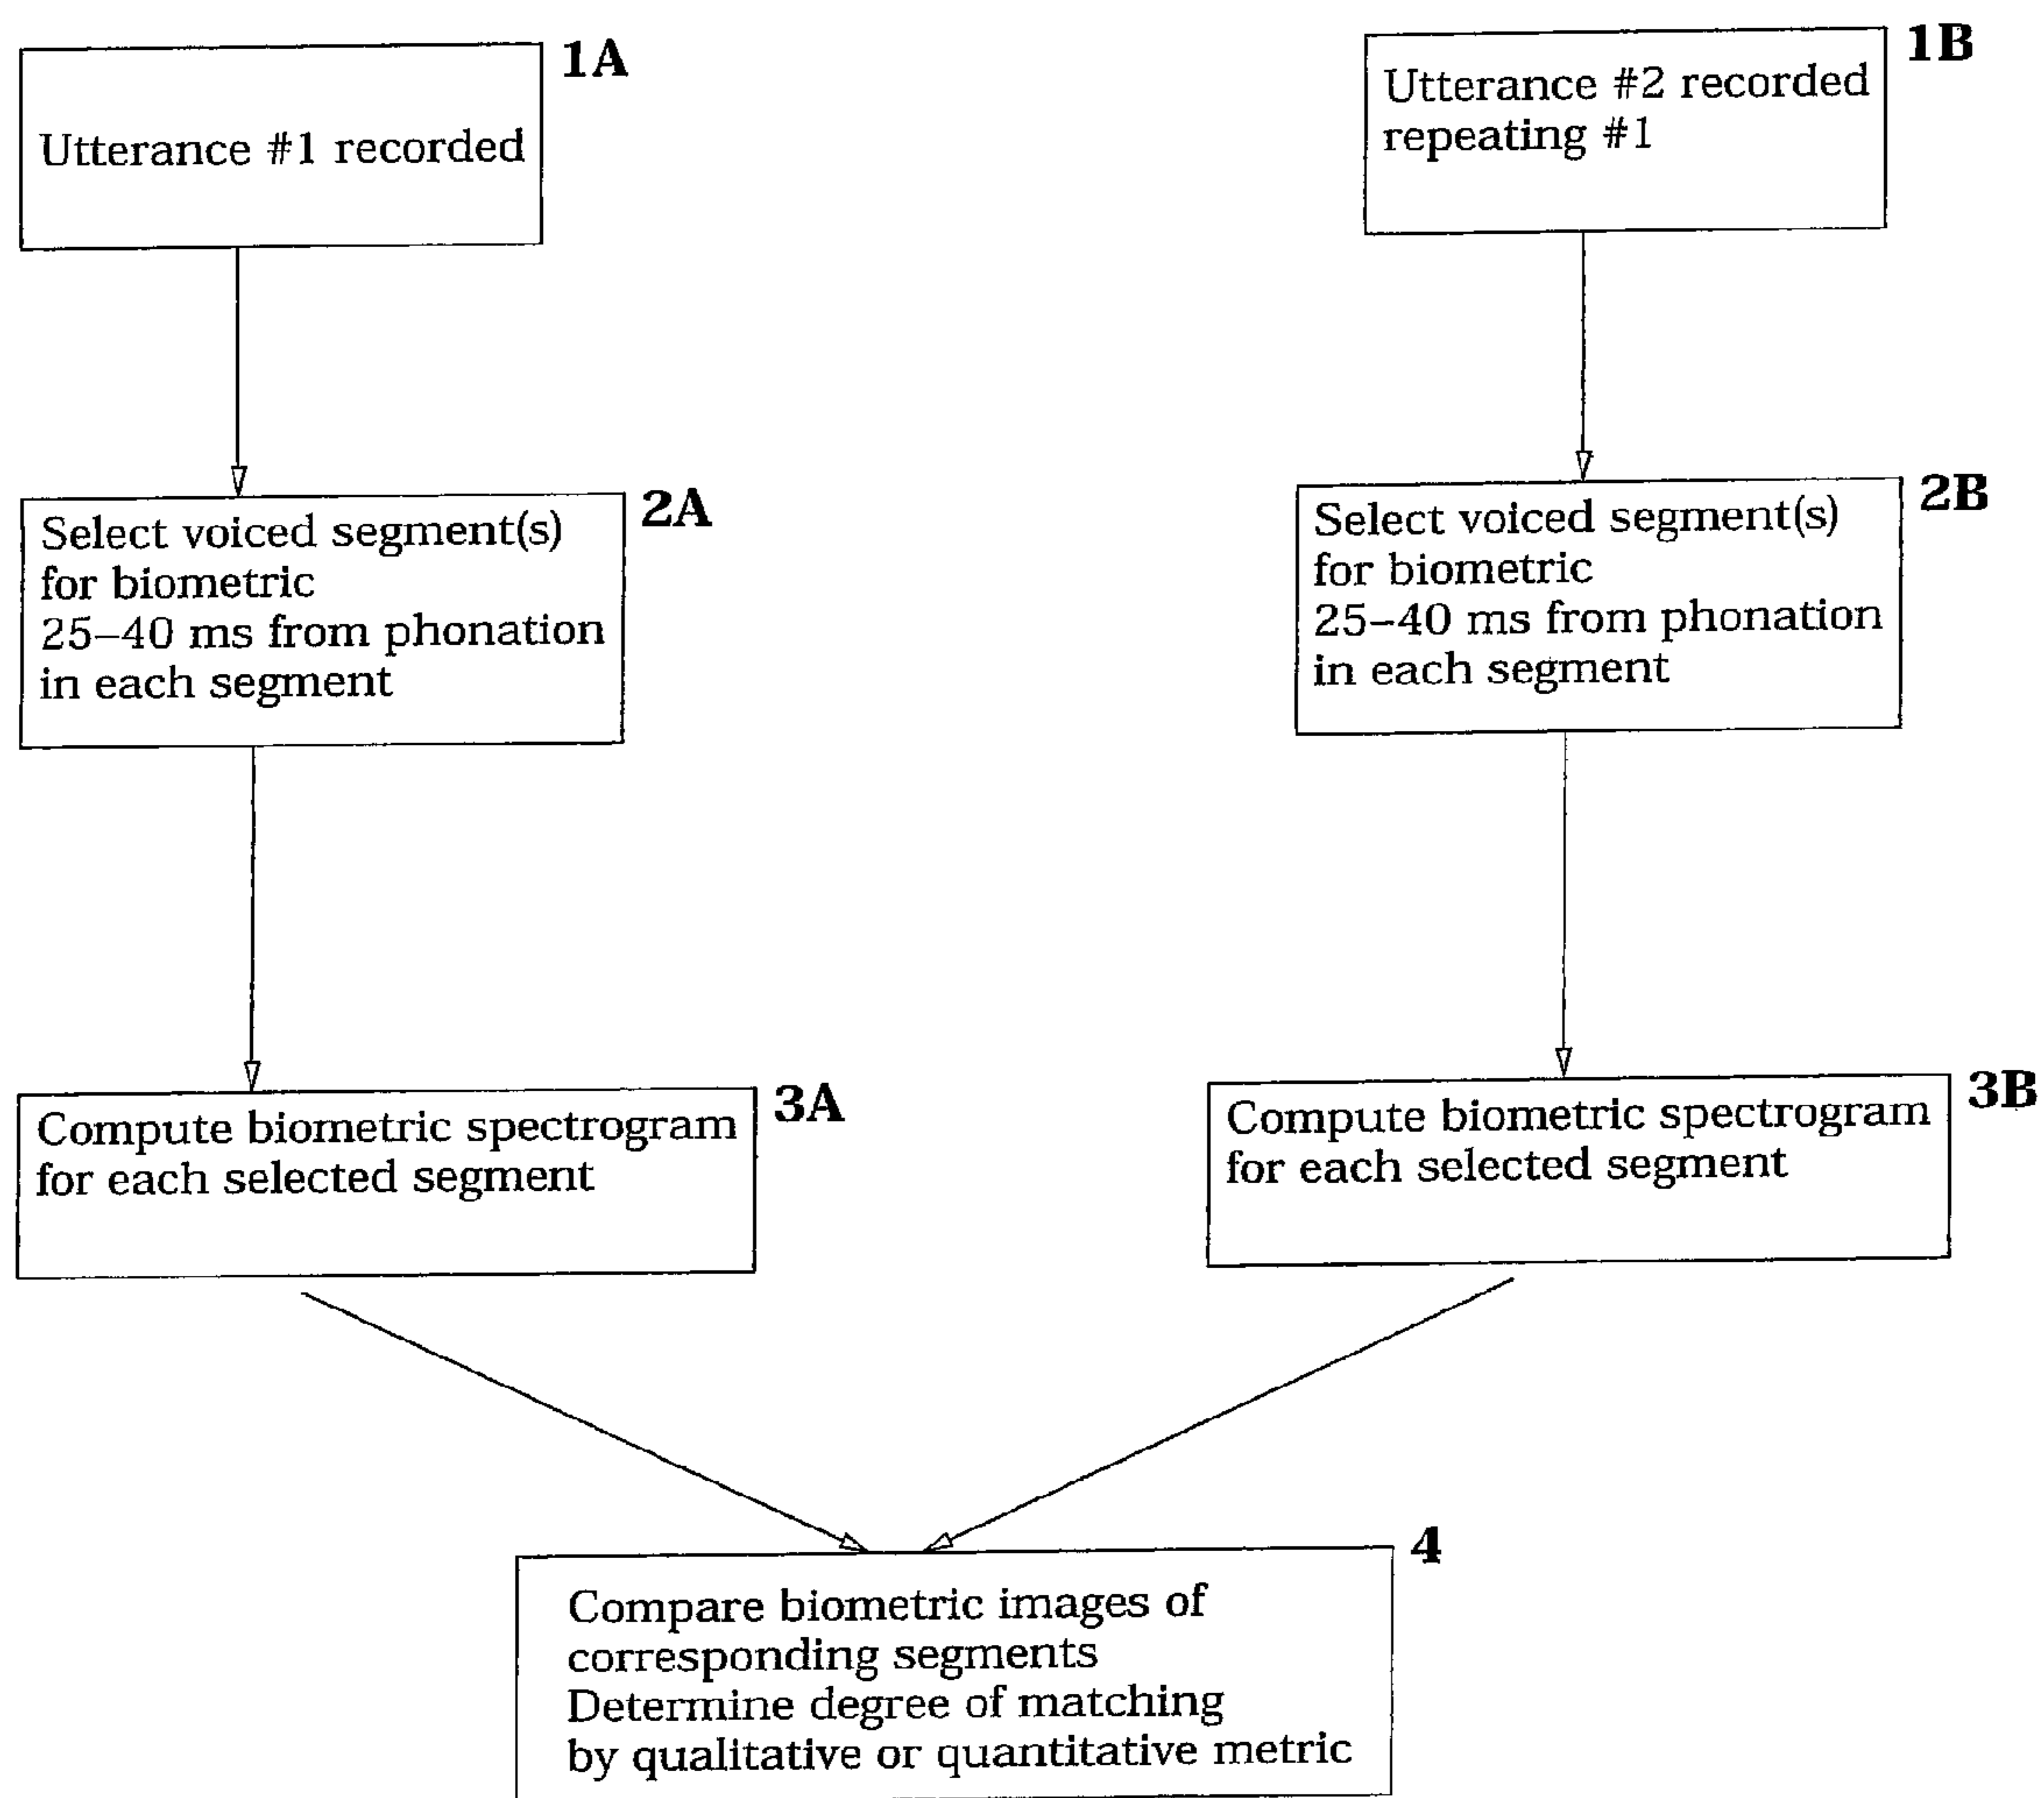 1A
Utterance #1 recorded
1B
Utterance #2 recorded
repeating #1
2A
Select voiced segment(s)
for biometric
25–40 ms from phonation
in each segment
2B
Select voiced segment(s)
for biometric
25–40 ms from phonation
in each segment
3A
Compute biometric spectrogram
for each selected segment
3B
Compute biometric spectrogram
for each selected segment
4
Compare biometric images of
corresponding segments
Determine degree of matching
by qualitative or quantitative metric